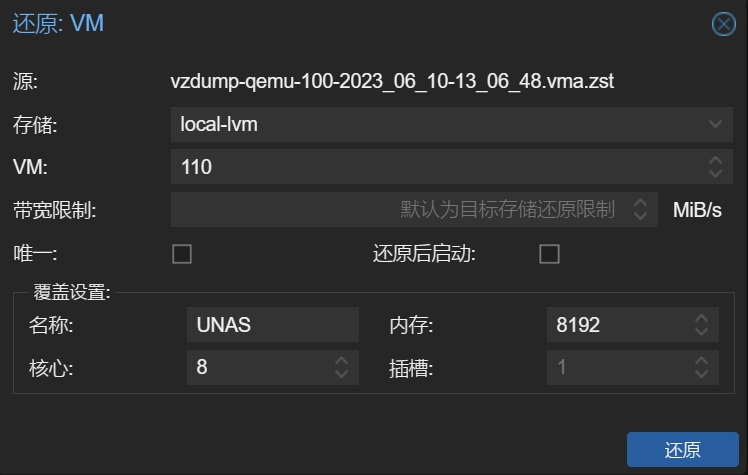 还原: VM
源: vzdump-qemu-100-2023_06_10-13_06_48.vma.zst
存储: local-lvm
VM: 110
带宽限制: 默认为目标存储还原限制 MiB/s
唯一: 还原后启动:
覆盖设置:
名称: UNAS 内存: 8192
核心: 8 插槽: 1
还原